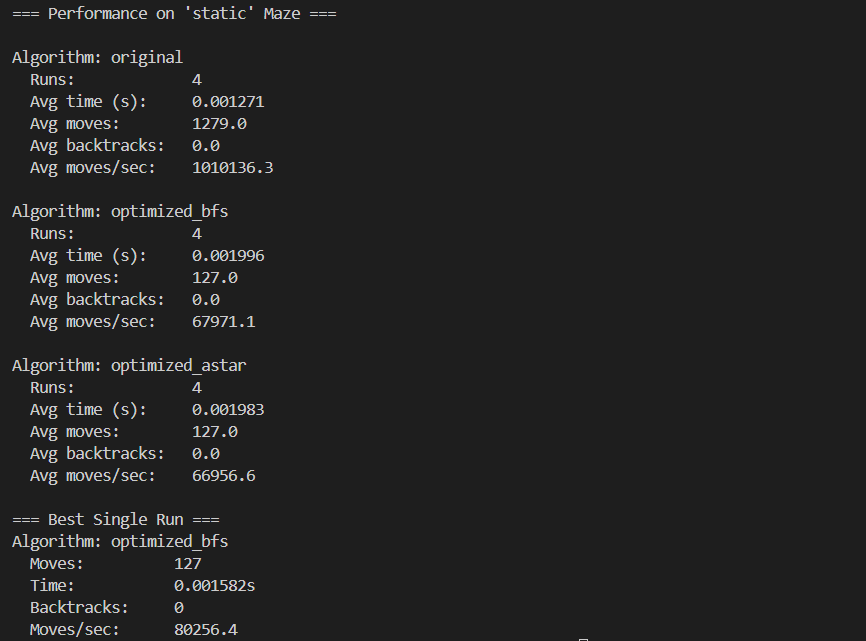 === Performance on 'static' Maze ===
Algorithm: original
Runs: 4
Avg time (s): 0.001271
Avg moves: 1279.0
Avg backtracks: 0.0
Avg moves/sec: 1010136.3
Algorithm: optimized_bfs
Runs: 4
Avg time (s): 0.001996
Avg moves: 127.0
Avg backtracks: 0.0
Avg moves/sec: 67971.1
Algorithm: optimized_astar
Runs: 4
Avg time (s): 0.001983
Avg moves: 127.0
Avg backtracks: 0.0
Avg moves/sec: 66956.6
=== Best Single Run ===
Algorithm: optimized_bfs
Moves: 127
Time: 0.001582s
Backtracks: 0
Moves/sec: 80256.4